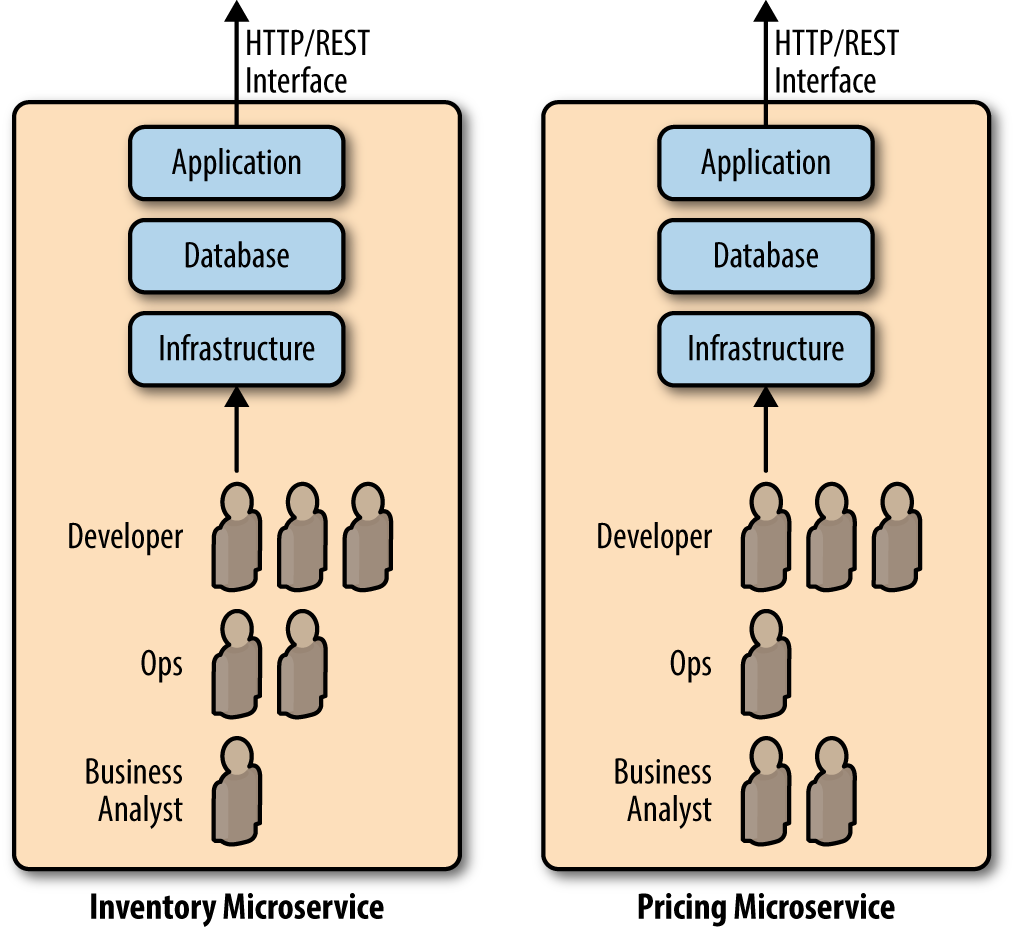 HTTP/REST
Interface
Application
Database
Infrastructure
Developer
Ops
Business
Analyst
Inventory Microservice
HTTP/REST
Interface
Application
Database
Infrastructure
Developer
Ops
Business
Analyst
Pricing Microservice